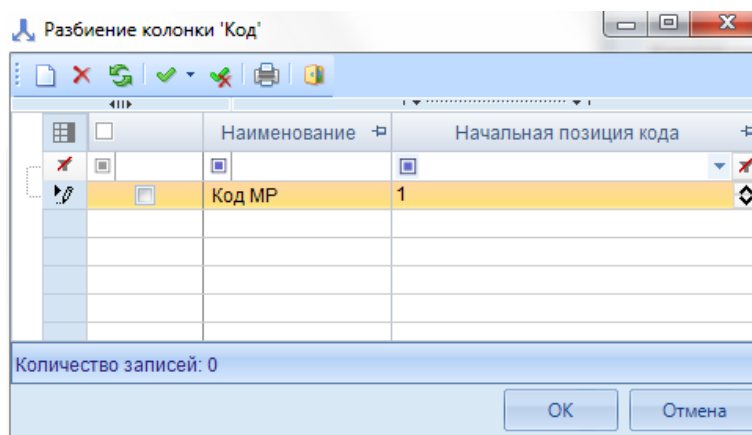 Разбиение колонки 'Код'
Наименование Начальная позиция кода
Код МР 1
Количество записей: 0
ОК Отмена